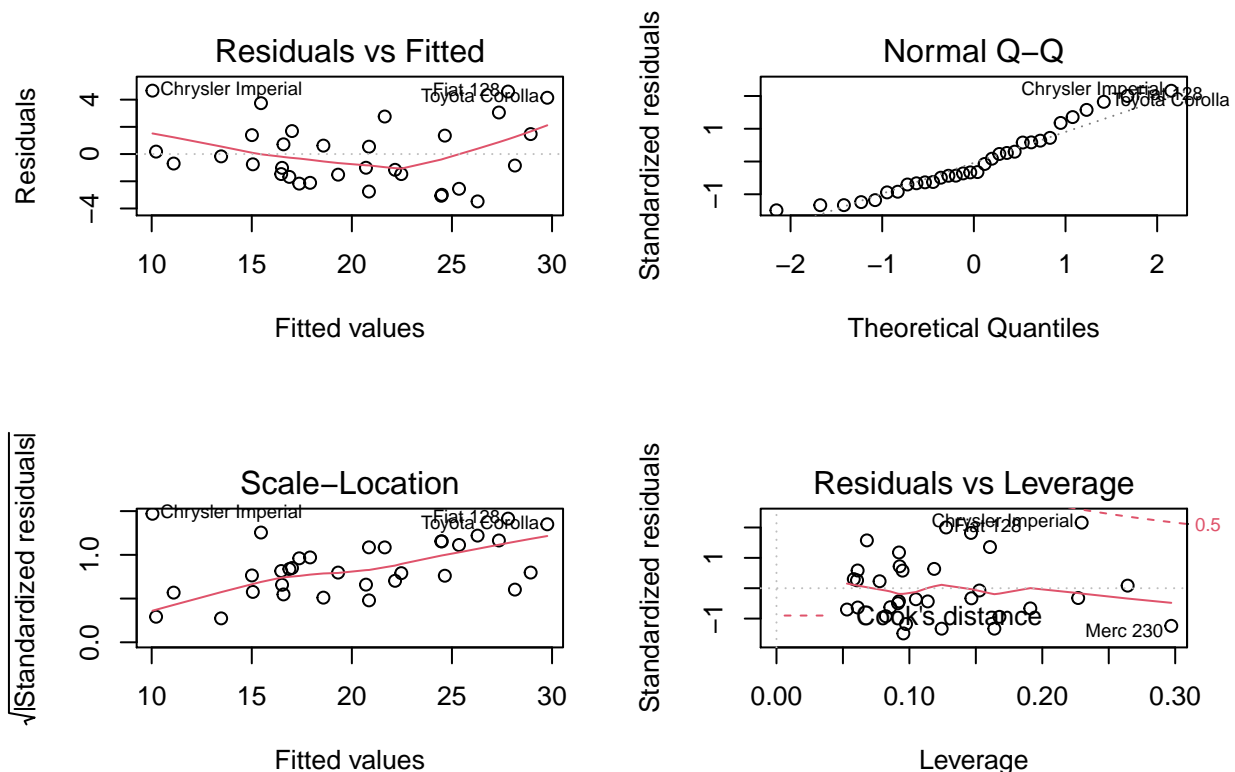 Residuals vs Fitted
Residuals
4
0
−4
Chrysler Imperial
Fiat 128
Toyota Corolla
10 15 20 25 30
Fitted values
Normal Q−Q
Standardized residuals
1
−1
Chrysler Imperial
Fiat 128
Toyota Corolla
−2 −1 0 1 2
Theoretical Quantiles
Scale−Location
√|Standardized residuals|
1.0
0.0
Chrysler Imperial
Fiat 128
Toyota Corolla
10 15 20 25 30
Fitted values
Residuals vs Leverage
Standardized residuals
1
−1
Chrysler Imperial
Fiat 128
0.5
Cook's distance
Merc 230
0.00 0.10 0.20 0.30
Leverage